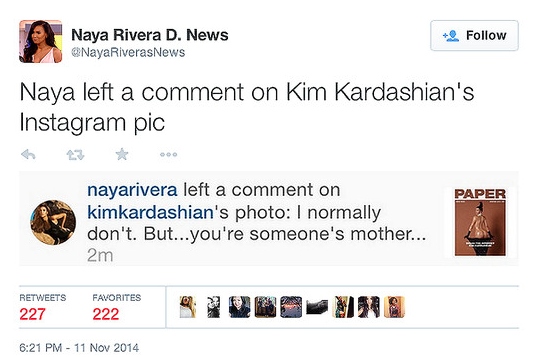 Naya Rivera D. News
@NayaRiverasNews
Follow
Naya left a comment on Kim Kardashian's
Instagram pic
nayarivera left a comment on
kimkardashian's photo: I normally
don't. But...you're someone's mother...
2m
PAPER
RETWEETS FAVORITES
227 222
6:21 PM - 11 Nov 2014